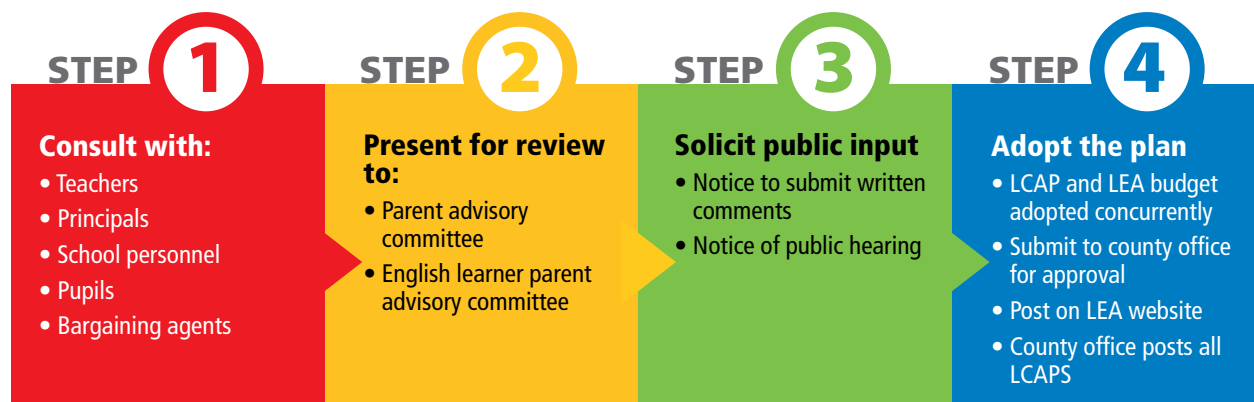 STEP 1
Consult with:
• Teachers
• Principals
• School personnel
• Pupils
• Bargaining agents
STEP 2
Present for review
to:
• Parent advisory
committee
• English learner parent
advisory committee
STEP 3
Solicit public input
• Notice to submit written
comments
• Notice of public hearing
STEP 4
Adopt the plan
• LCAP and LEA budget
adopted concurrently
• Submit to county office
for approval
• Post on LEA website
• County office posts all
LCAPS